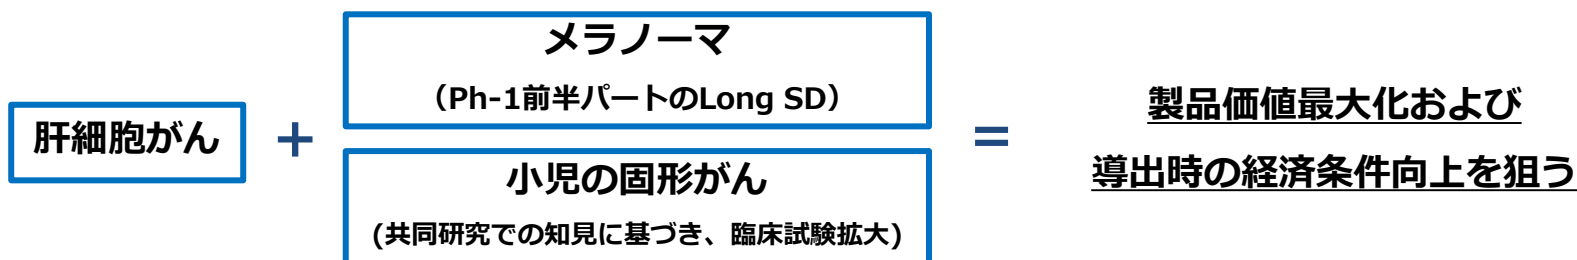 肝細胞がん
+
メラノーマ
（Ph-1前半パートのLong SD）
小児の固形がん
(共同研究での知見に基づき、臨床試験拡大)
=
製品価値最大化および
導出時の経済条件向上を狙う